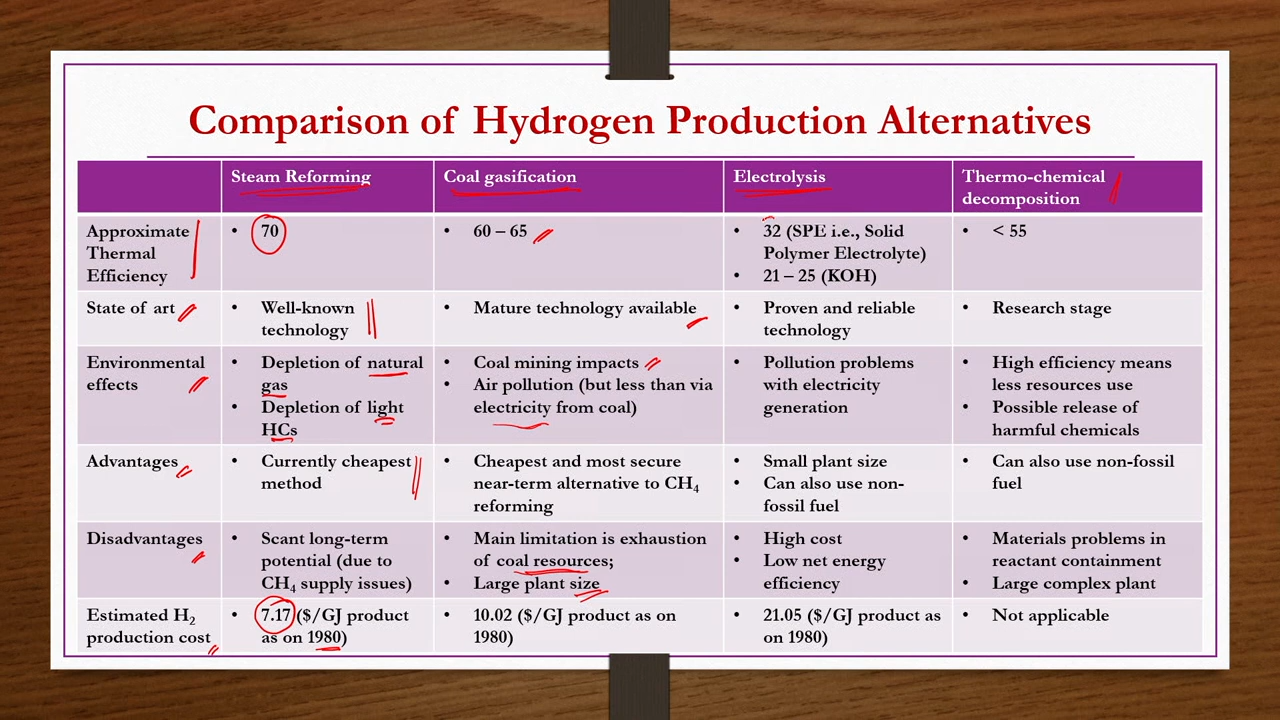 Comparison of Hydrogen Production Alternatives
Steam Reforming
Coal gasification
Electrolysis
Thermo-chemical
decomposition
Approximate
Thermal
Efficiency
• 70
• 60 – 65
• 32 (SPE i.e., Solid
Polymer Electrolyte)
• 21 – 25 (KOH)
• < 55
State of art
• Well-known
technology
• Mature technology available
• Proven and reliable
technology
• Research stage
Environmental
effects
• Depletion of natural
gas
• Depletion of light
HCs
• Coal mining impacts
• Air pollution (but less than via
electricity from coal)
• Pollution problems
with electricity
generation
• High efficiency means
less resources use
• Possible release of
harmful chemicals
Advantages
• Currently cheapest
method
• Cheapest and most secure
near-term alternative to CH₄
reforming
• Small plant size
• Can also use non-
fossil fuel
• Can also use non-fossil
fuel
Disadvantages
• Scant long-term
potential (due to
CH₄ supply issues)
• Main limitation is exhaustion
of coal resources;
• Large plant size
• High cost
• Low net energy
efficiency
• Materials problems in
reactant containment
• Large complex plant
Estimated H₂
production cost
• 7.17 ($/GJ product
as on 1980)
• 10.02 ($/GJ product as on
1980)
• 21.05 ($/GJ product as
on 1980)
• Not applicable